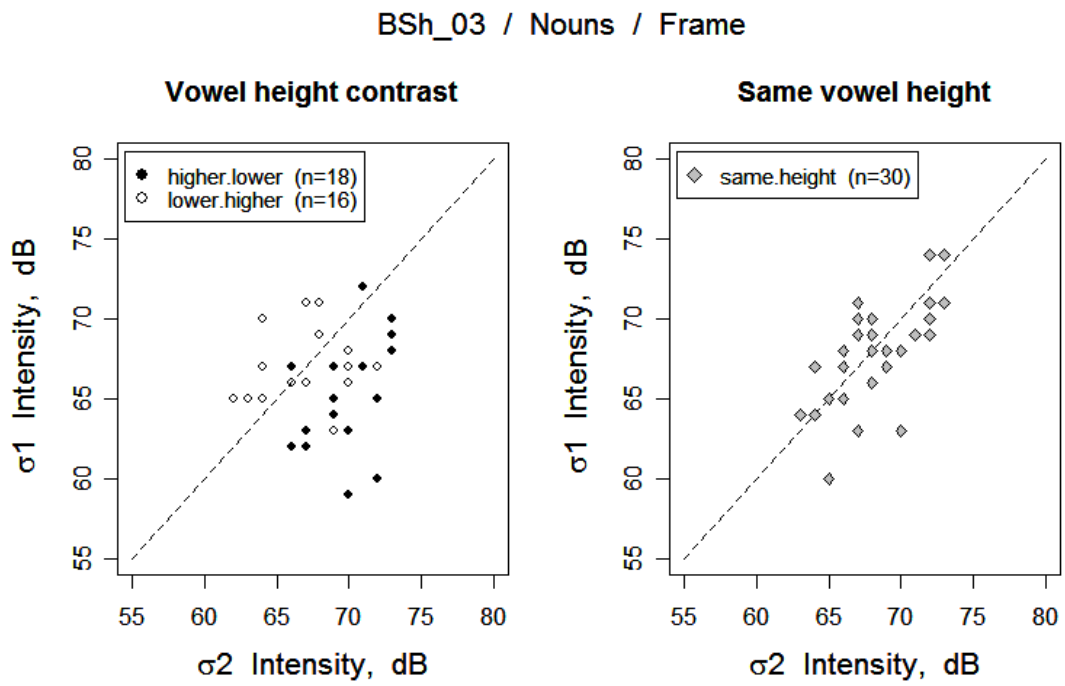 BSh_03 / Nouns / Frame
Vowel height contrast
higher.lower (n=18)
lower.higher (n=16)
80
75
70
65
60
55
σ1 Intensity, dB
55 60 65 70 75 80
σ2 Intensity, dB
Same vowel height
same.height (n=30)
80
75
70
65
60
55
σ1 Intensity, dB
55 60 65 70 75 80
σ2 Intensity, dB